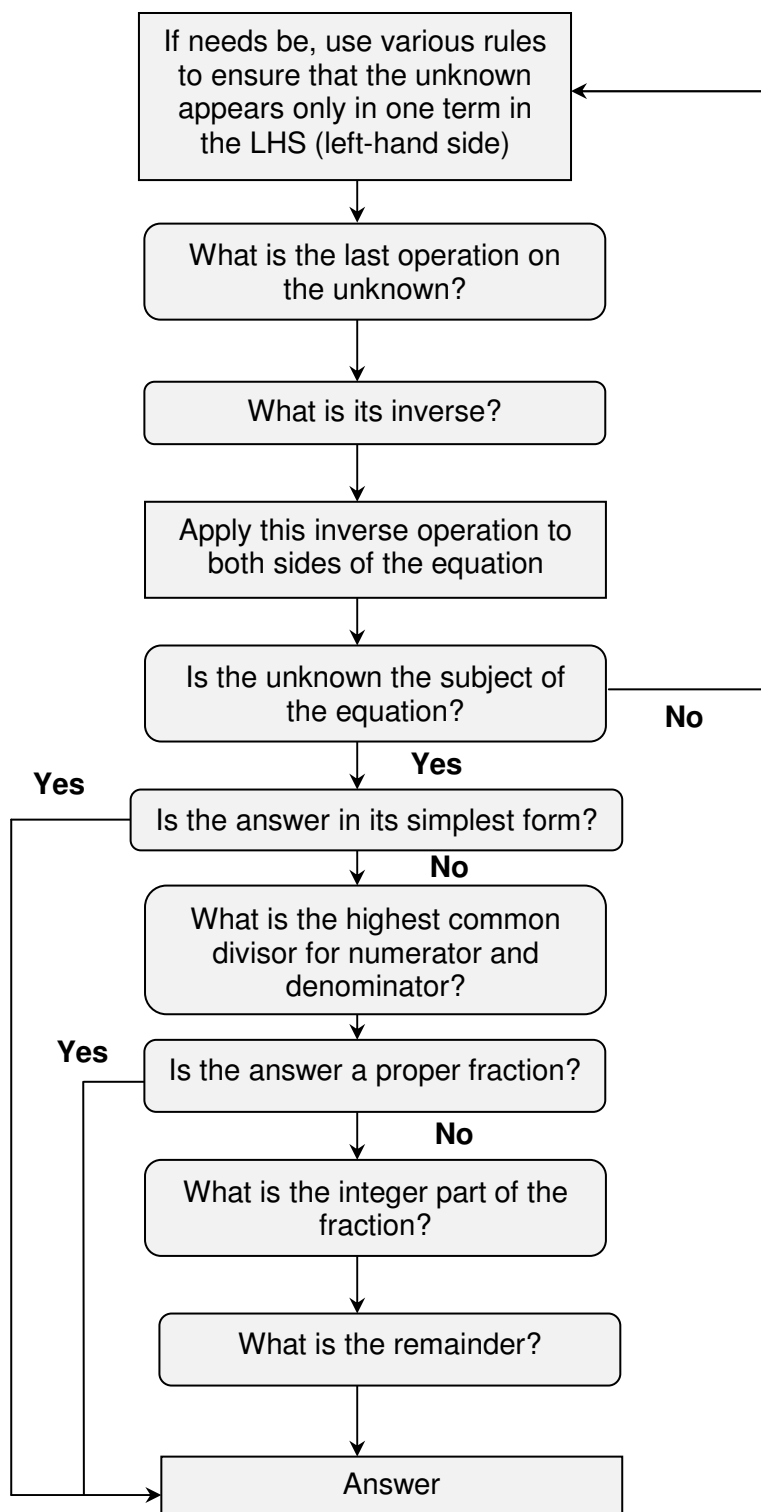 If needs be, use various rules
to ensure that the unknown
appears only in one term in
the LHS (left-hand side)
What is the last operation on
the unknown?
What is its inverse?
Apply this inverse operation to
both sides of the equation
Is the unknown the subject of
the equation?
No
Yes
Yes
Is the answer in its simplest form?
No
What is the highest common
divisor for numerator and
denominator?
Yes
Is the answer a proper fraction?
No
What is the integer part of the
fraction?
What is the remainder?
Answer